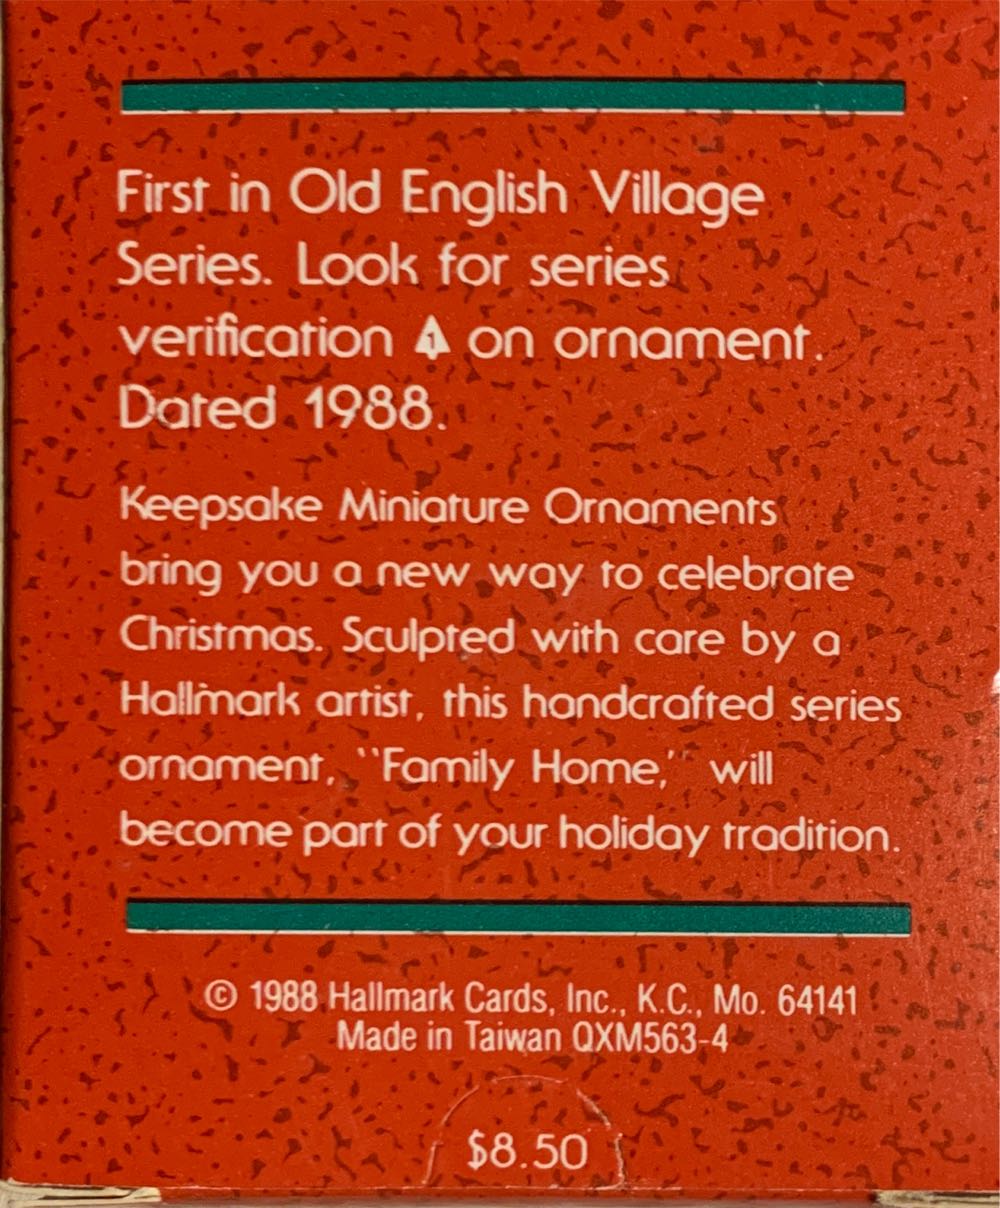 First in Old English Village
Series. Look for series
verification 1 on ornament.
Dated 1988.
Keepsake Miniature Ornaments
bring you a new way to celebrate
Christmas. Sculpted with care by a
Hallmark artist, this handcrafted series
ornament, "Family Home," will
become part of your holiday tradition.
© 1988 Hallmark Cards, Inc., K.C., Mo. 64141
Made in Taiwan QXM563-4
$8.50